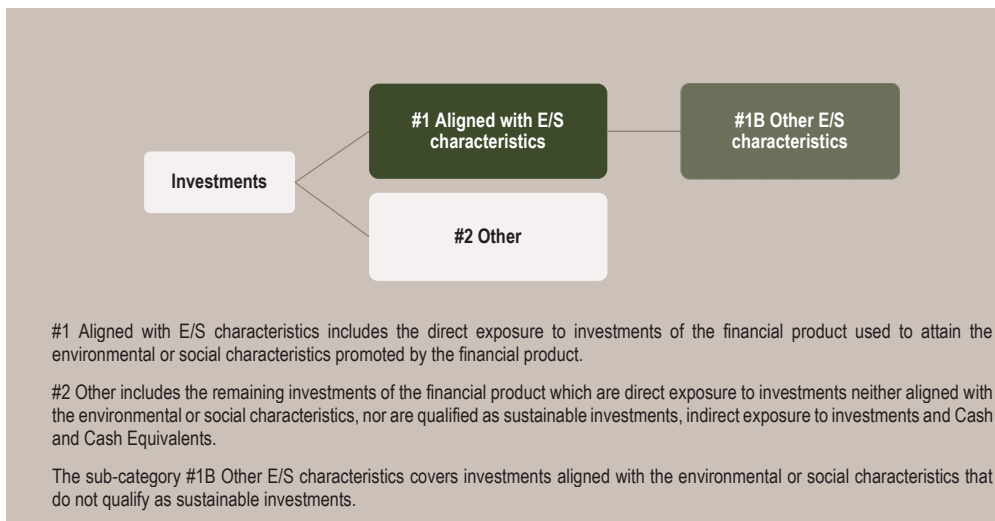 #1 Aligned with E/S
characteristics
#1B Other E/S
characteristics
Investments
#2 Other
#1 Aligned with E/S characteristics includes the direct exposure to investments of the financial product used to attain the
environmental or social characteristics promoted by the financial product.
#2 Other includes the remaining investments of the financial product which are direct exposure to investments neither aligned with
the environmental or social characteristics, nor are qualified as sustainable investments, indirect exposure to investments and Cash
and Cash Equivalents.
The sub-category #1B Other E/S characteristics covers investments aligned with the environmental or social characteristics that
do not qualify as sustainable investments.